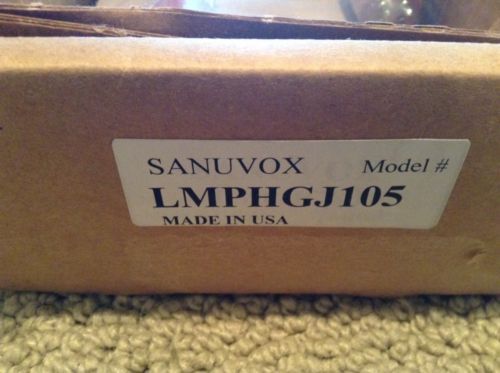 SANUVOX Model #
LMPHGJ105
MADE IN USA